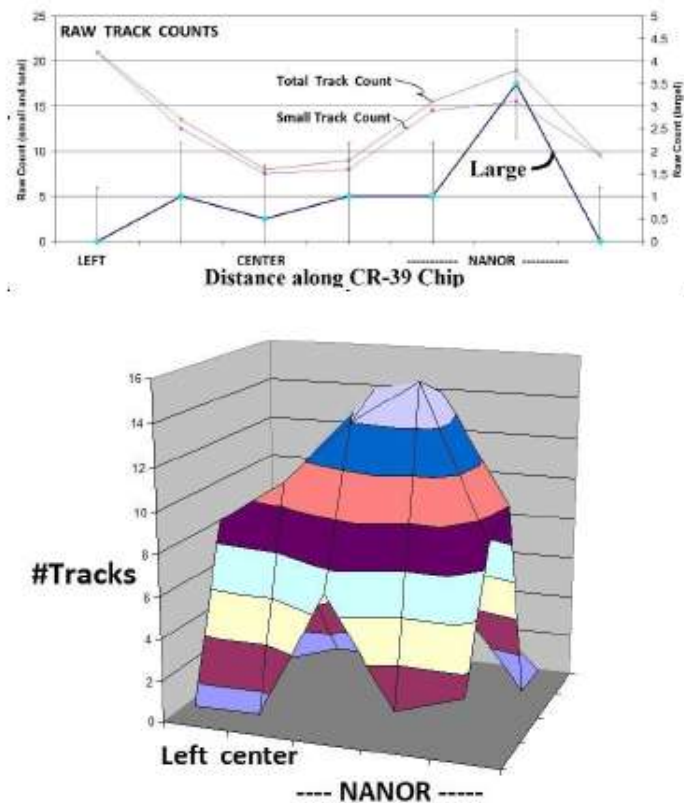 RAW TRACK COUNTS
25
20
15
10
5
0
Raw Count (small and total)
5
4.5
4
3.5
3
2.5
2
1.5
1
0.5
0
Raw Count (large)
Total Track Count
Small Track Count
Large
LEFT CENTER ----------- NANOR -----------
Distance along CR-39 Chip
16
14
12
10
8
6
4
2
0
#Tracks
Left center
---- NANOR -----